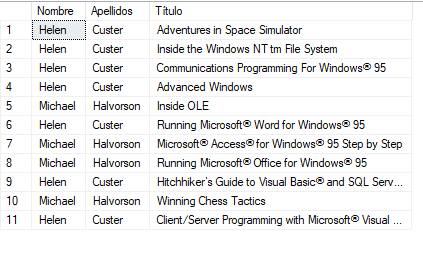 Nombre Apellidos Título
1 Helen Custer Adventures in Space Simulator
2 Helen Custer Inside the Windows NT tm File System
3 Helen Custer Communications Programming For Windows® 95
4 Helen Custer Advanced Windows
5 Michael Halvorson Inside OLE
6 Helen Custer Running Microsoft® Word for Windows® 95
7 Michael Halvorson Microsoft® Access® for Windows® 95 Step by Step
8 Michael Halvorson Running Microsoft® Office for Windows® 95
9 Helen Custer Hitchhiker's Guide to Visual Basic® and SQL Serv...
10 Michael Halvorson Winning Chess Tactics
11 Helen Custer Client/Server Programming with Microsoft® Visual ...